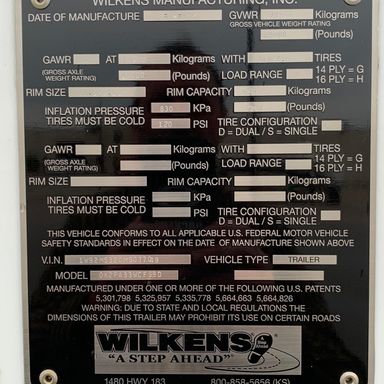 WILKENS MANUFACTURING, INC.
DATE OF MANUFACTURE GVWR Kilograms
GROSS VEHICLE WEIGHT RATING
(Pounds)
GAWR AT Kilograms WITH TIRES
(GROSS AXLE WEIGHT RATING) (Pounds) LOAD RANGE 14 PLY = G
16 PLY = H
RIM SIZE RIM CAPACITY Kilograms
INFLATION PRESSURE 830 KPa (Pounds)
TIRES MUST BE COLD 120 PSI TIRE CONFIGURATION
D = DUAL / S = SINGLE
GAWR AT Kilograms WITH TIRES
(GROSS AXLE WEIGHT RATING) (Pounds) LOAD RANGE 14 PLY = G
16 PLY = H
RIM SIZE RIM CAPACITY Kilograms
INFLATION PRESSURE KPa (Pounds)
TIRES MUST BE COLD PSI TIRE CONFIGURATION
D = DUAL / S = SINGLE
THIS VEHICLE CONFORMS TO ALL APPLICABLE U.S. FEDERAL MOTOR VEHICLE
SAFETY STANDARDS IN EFFECT ON THE DATE OF MANUFACTURE SHOWN ABOVE
V.I.N. VEHICLE TYPE TRAILER
MODEL
MANUFACTURED UNDER ONE OR MORE OF THE FOLLOWING U.S. PATENTS
5,301,798 5,325,957 5,335,778 5,664,663 5,664,826
WARNING: DUE TO STATE AND LOCAL REGULATIONS THE
DIMENSIONS OF THIS TRAILER MAY PROHIBIT ITS USE ON CERTAIN ROADS
WILKENS
"A STEP AHEAD"
1480 HWY 183 800-858-5656 (KS)